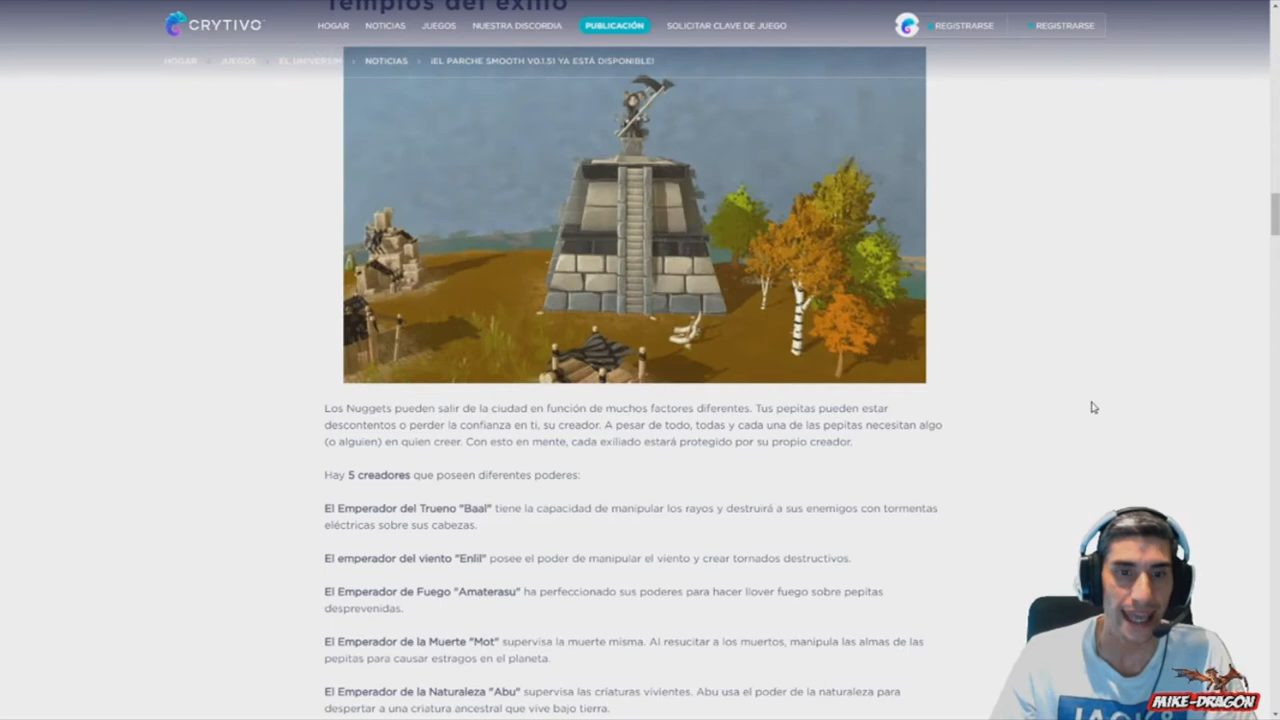 Templos del exilio
CRYTIVO
HOGAR NOTICIAS JUEGOS NUESTRA DISCORDIA PUBLICACIÓN SOLICITAR CLAVE DE JUEGO REGISTRARSE REGISTRARSE
HOGAR > JUEGOS > EL UNIVERSIM > NOTICIAS > ¡EL PARCHE SMOOTH V0.1.51 YA ESTÁ DISPONIBLE!
Los Nuggets pueden salir de la ciudad en función de muchos factores diferentes. Tus pepitas pueden estar
descontentos o perder la confianza en ti, su creador. A pesar de todo, todas y cada una de las pepitas necesitan algo
(o alguien) en quien creer. Con esto en mente, cada exiliado estará protegido por su propio creador.
Hay 5 creadores que poseen diferentes poderes:
El Emperador del Trueno "Baal" tiene la capacidad de manipular los rayos y destruirá a sus enemigos con tormentas
eléctricas sobre sus cabezas.
El emperador del viento "Enlil" posee el poder de manipular el viento y crear tornados destructivos.
El Emperador de Fuego "Amaterasu" ha perfeccionado sus poderes para hacer llover fuego sobre pepitas
desprevenidas.
El Emperador de la Muerte "Mot" supervisa la muerte misma. Al resucitar a los muertos, manipula las almas de las
pepitas para causar estragos en el planeta.
El Emperador de la Naturaleza "Abu" supervisa las criaturas vivientes. Abu usa el poder de la naturaleza para
despertar a una criatura ancestral que vive bajo tierra.
MIKE-DRAGON